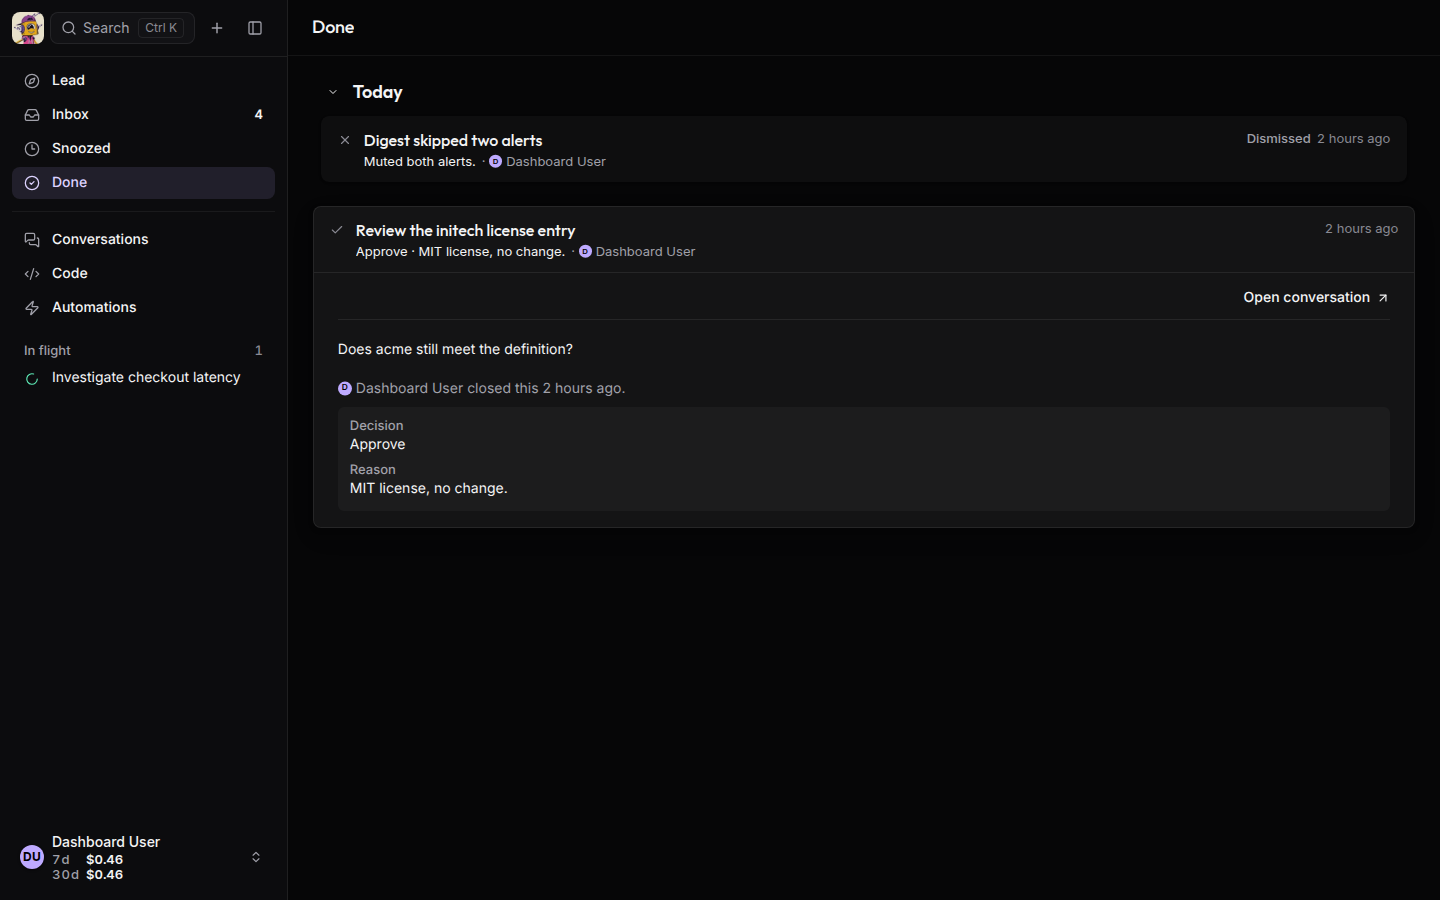 Search Ctrl K
Lead
Inbox 4
Snoozed
Done
Conversations
Code
Automations
In flight 1
Investigate checkout latency
Dashboard User
DU
7d $0.46
30d $0.46
Done
Today
Digest skipped two alerts
Dismissed 2 hours ago
Muted both alerts. · D Dashboard User
Review the initech license entry
2 hours ago
Approve · MIT license, no change. · D Dashboard User
Open conversation
Does acme still meet the definition?
D Dashboard User closed this 2 hours ago.
Decision
Approve
Reason
MIT license, no change.